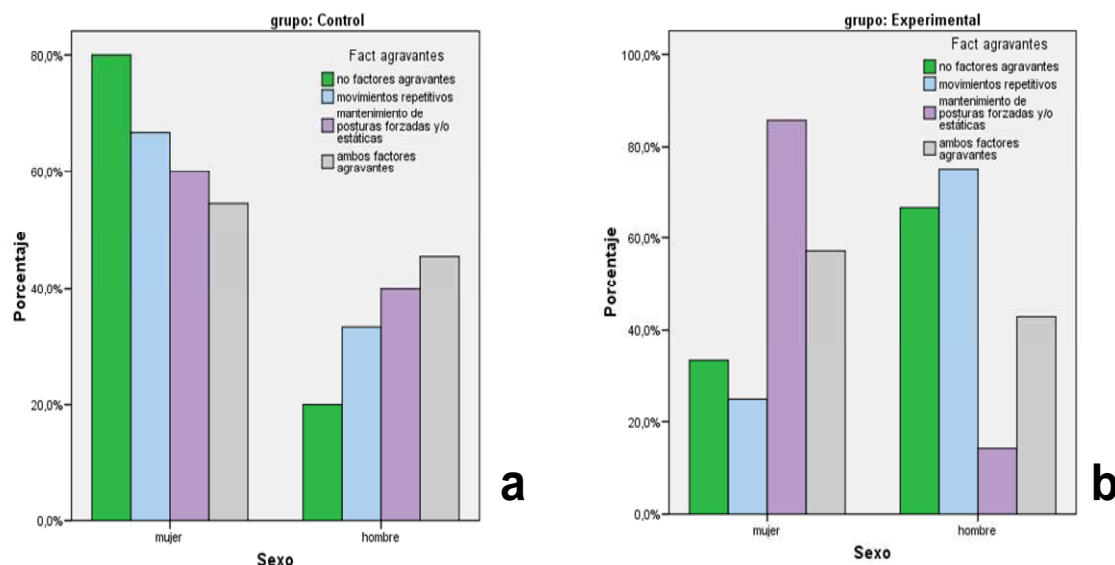 grupo: Control
Fact agravantes
no factores agravantes
movimientos repetitivos
mantenimiento de
posturas forzadas y/o
estáticas
ambos factores
agravantes
80,0%
60,0%
40,0%
20,0%
0,0%
Porcentaje
mujer
hombre
Sexo
a
grupo: Experimental
Fact agravantes
no factores agravantes
movimientos repetitivos
mantenimiento de
posturas forzadas y/o
estáticas
ambos factores
agravantes
100,0%
80,0%
60,0%
40,0%
20,0%
0,0%
Porcentaje
mujer
hombre
Sexo
b